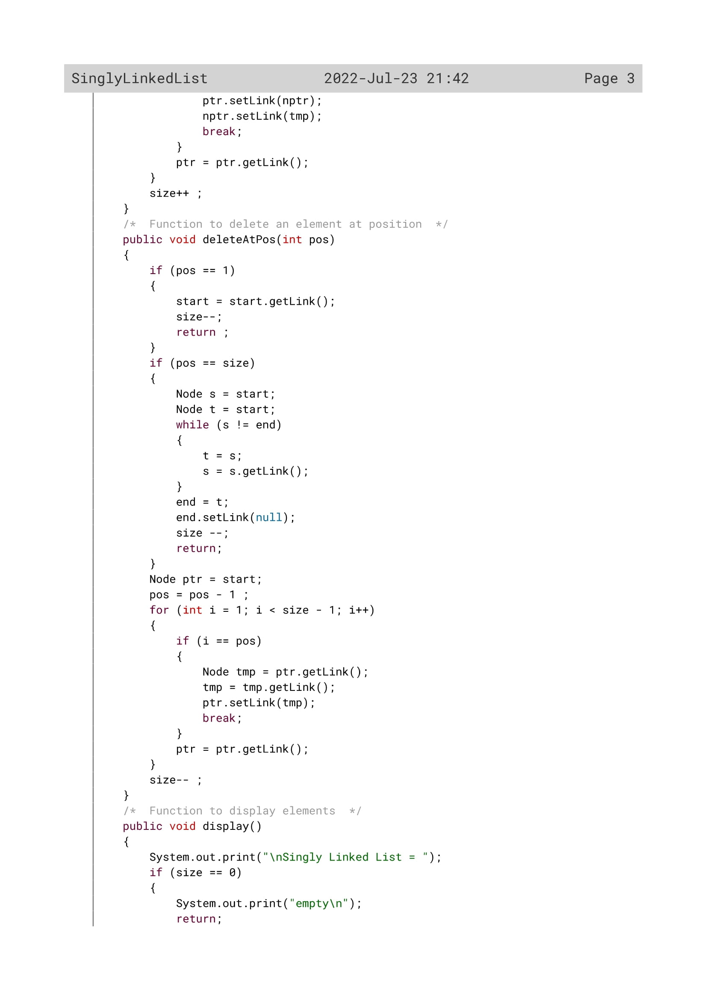 SinglyLinkedList 2022-Jul-23 21:42 Page 3
                ptr.setLink(nptr);
                nptr.setLink(tmp);
                break;
            }
            ptr = ptr.getLink();
        }
        size++ ;
    }
    /*  Function to delete an element at position  */
    public void deleteAtPos(int pos)
    {
        if (pos == 1)
        {
            start = start.getLink();
            size--;
            return ;
        }
        if (pos == size)
        {
            Node s = start;
            Node t = start;
            while (s != end)
            {
                t = s;
                s = s.getLink();
            }
            end = t;
            end.setLink(null);
            size --;
            return;
        }
        Node ptr = start;
        pos = pos - 1 ;
        for (int i = 1; i < size - 1; i++)
        {
            if (i == pos)
            {
                Node tmp = ptr.getLink();
                tmp = tmp.getLink();
                ptr.setLink(tmp);
                break;
            }
            ptr = ptr.getLink();
        }
        size-- ;
    }
    /*  Function to display elements  */
    public void display()
    {
        System.out.print("\nSingly Linked List = ");
        if (size == 0)
        {
            System.out.print("empty\n");
            return;